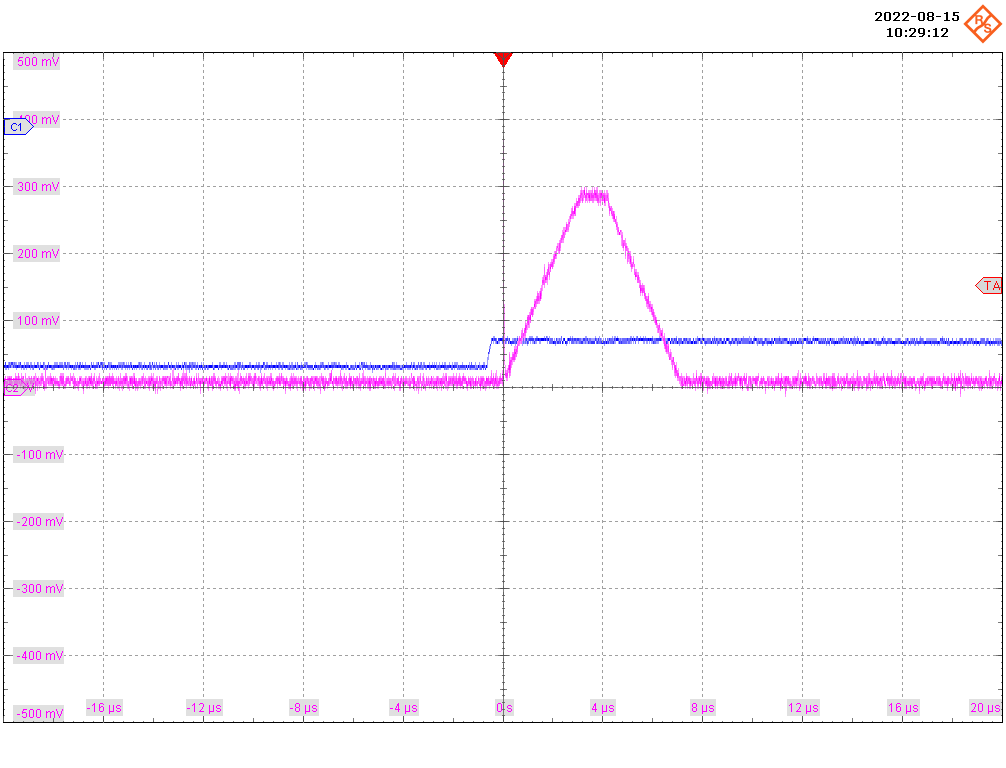 2022-08-15
10:29:12
R S
500 mV
C1
300 mV
200 mV
TA
100 mV
C2
-100 mV
-200 mV
-300 mV
-400 mV
-500 mV
-16 µs
-12 µs
-8 µs
-4 µs
0 s
4 µs
8 µs
12 µs
16 µs
20 µs